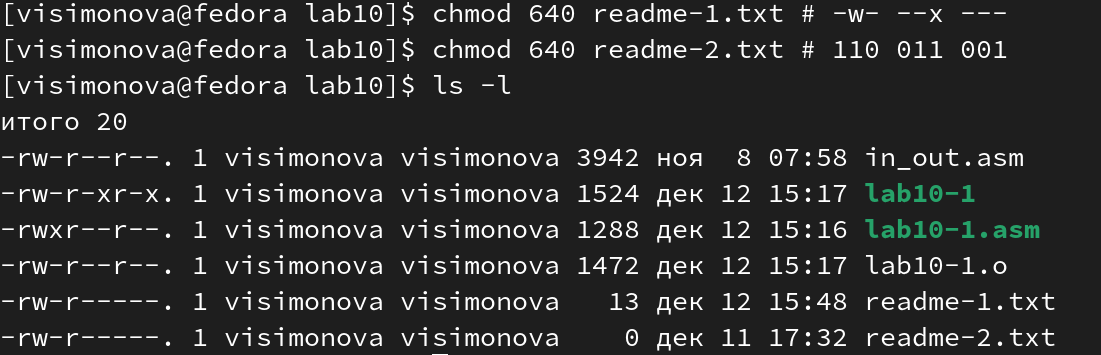 [visimonova@fedora lab10]$ chmod 640 readme-1.txt # -w- --x ---
[visimonova@fedora lab10]$ chmod 640 readme-2.txt # 110 011 001
[visimonova@fedora lab10]$ ls -l
итого 20
-rw-r--r--. 1 visimonova visimonova 3942 ноя  8 07:58 in_out.asm
-rw-r-xr-x. 1 visimonova visimonova 1524 дек 12 15:17 lab10-1
-rwxr--r--. 1 visimonova visimonova 1288 дек 12 15:16 lab10-1.asm
-rw-r--r--. 1 visimonova visimonova 1472 дек 12 15:17 lab10-1.o
-rw-r-----. 1 visimonova visimonova   13 дек 12 15:48 readme-1.txt
-rw-r-----. 1 visimonova visimonova    0 дек 11 17:32 readme-2.txt